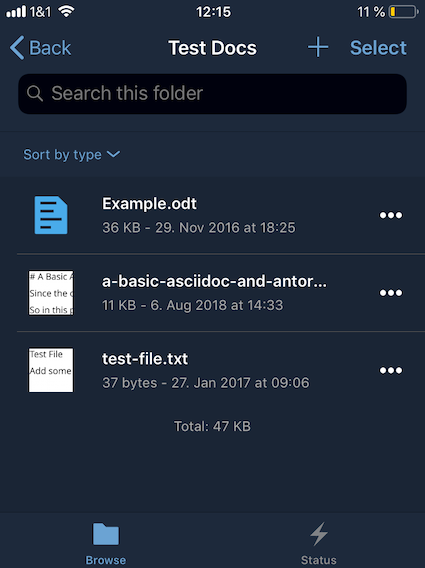 1&1 12:15 11 %
Back Test Docs + Select
Search this folder
Sort by type
Example.odt
36 KB - 29. Nov 2016 at 18:25
# A Basic A
Since the
So in this p
a-basic-asciidoc-and-antor...
11 KB - 6. Aug 2018 at 14:33
Test File
Add some
test-file.txt
37 bytes - 27. Jan 2017 at 09:06
Total: 47 KB
Browse Status